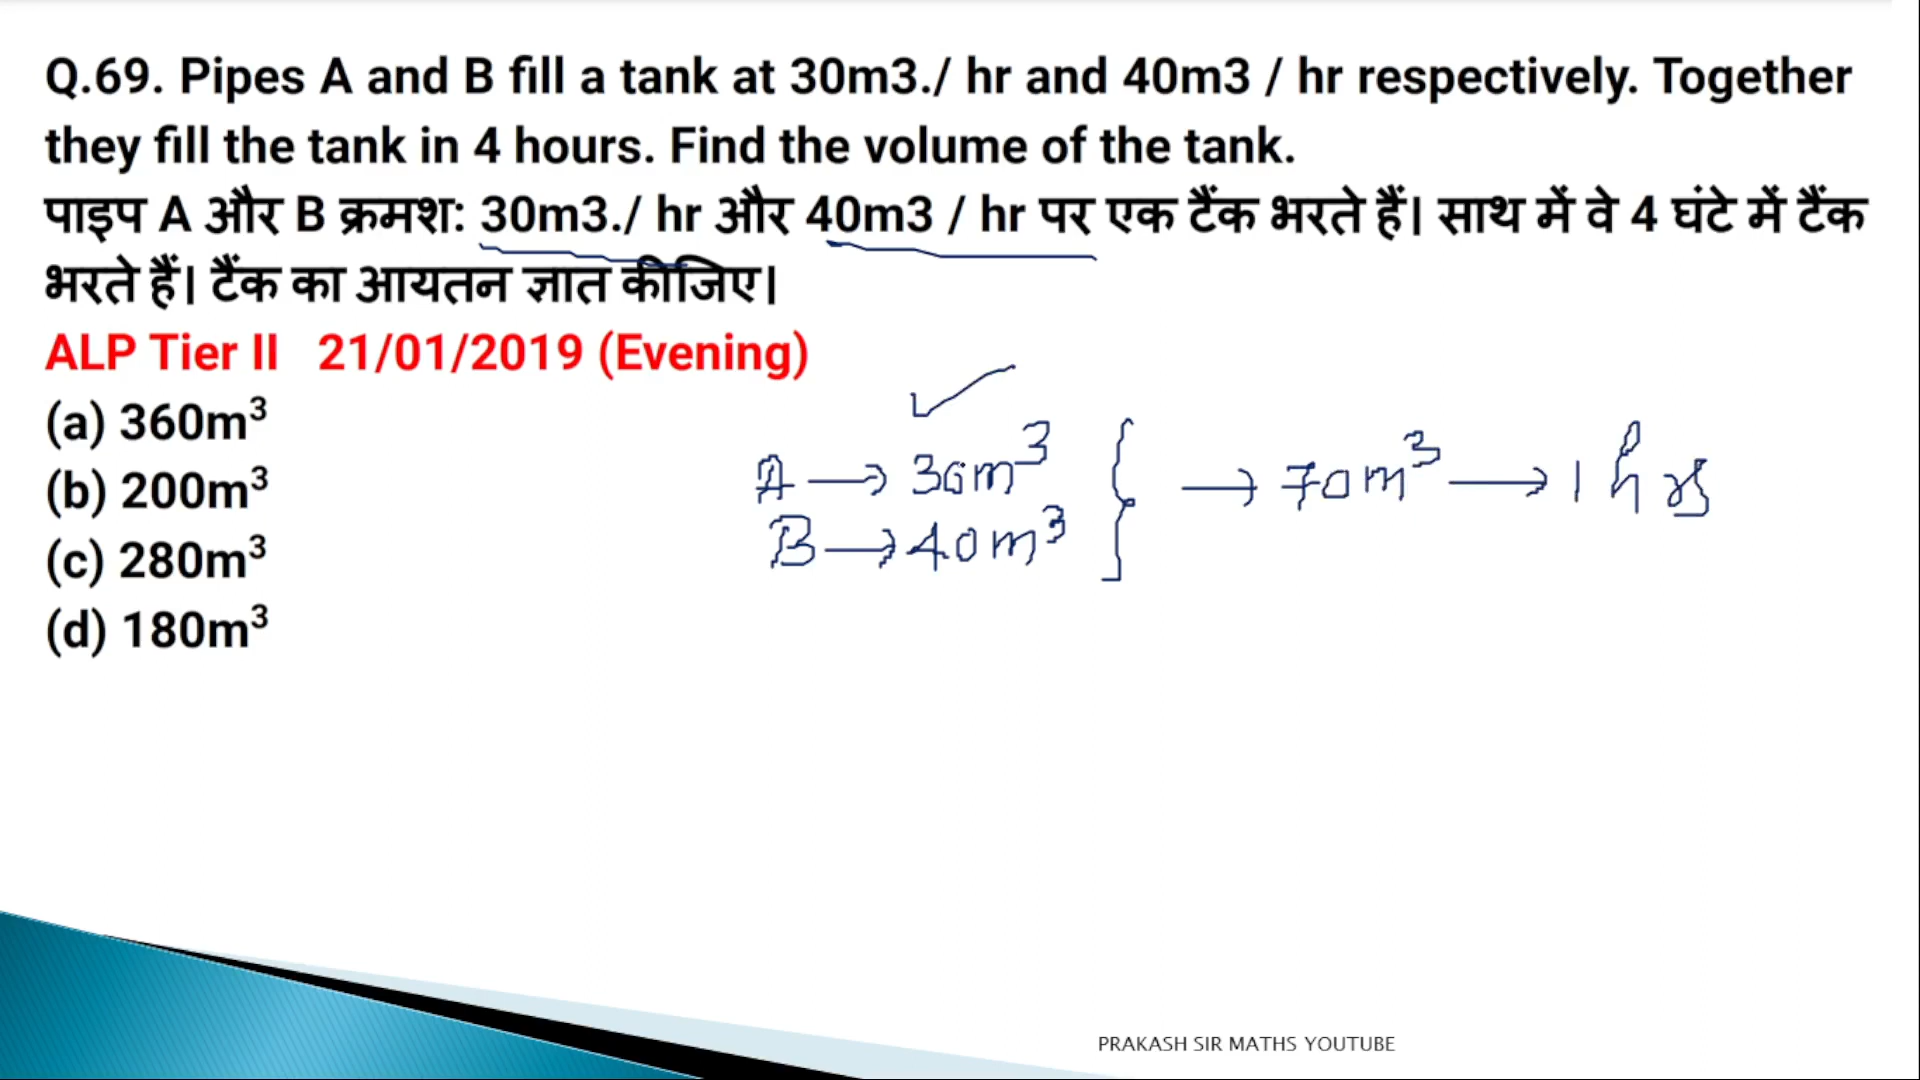 Q.69. Pipes A and B fill a tank at 30m3./ hr and 40m3 / hr respectively. Together
they fill the tank in 4 hours. Find the volume of the tank.
पाइप A और B क्रमश: 30m3./ hr और 40m3 / hr पर एक टैंक भरते हैं। साथ में वे 4 घंटे में टैंक
भरते हैं। टैंक का आयतन ज्ञात कीजिए।
ALP Tier II 21/01/2019 (Evening)
(a) 360m³
(b) 200m³
(c) 280m³
(d) 180m³
A → 30m³ } → 70m³ → 1 hrs
B → 40m³
PRAKASH SIR MATHS YOUTUBE